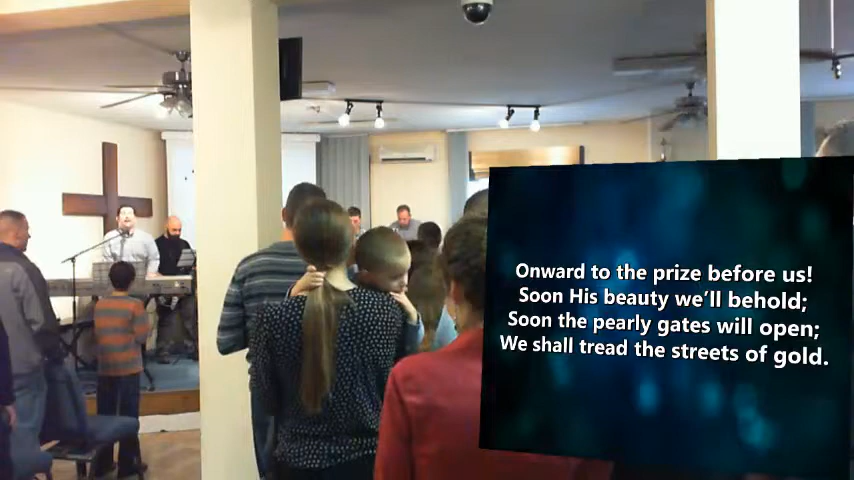 Onward to the prize before us!
Soon His beauty we'll behold;
Soon the pearly gates will open;
We shall tread the streets of gold.